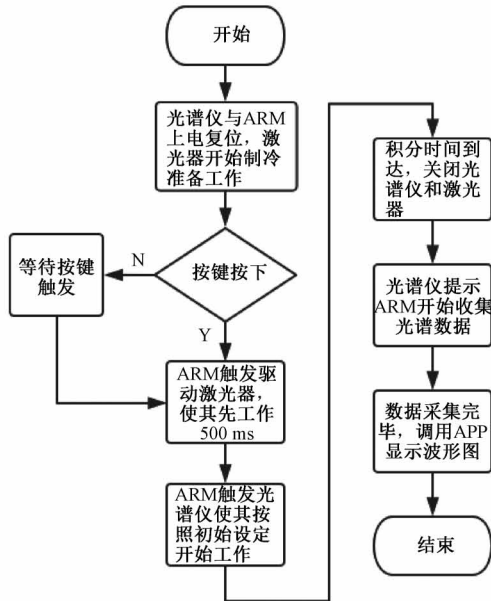 开始
光谱仪与ARM
上电复位，激
光器开始制冷
准备工作
按键按下
N
等待按键
触发
Y
ARM触发驱
动激光器，
使其先工作
500 ms
ARM触发光
谱仪使其按
照初始设定
开始工作
积分时间到
达，关闭光
谱仪和激光
器
光谱仪提示
ARM开始收集
光谱数据
数据采集完
毕，调用APP
显示波形图
结束